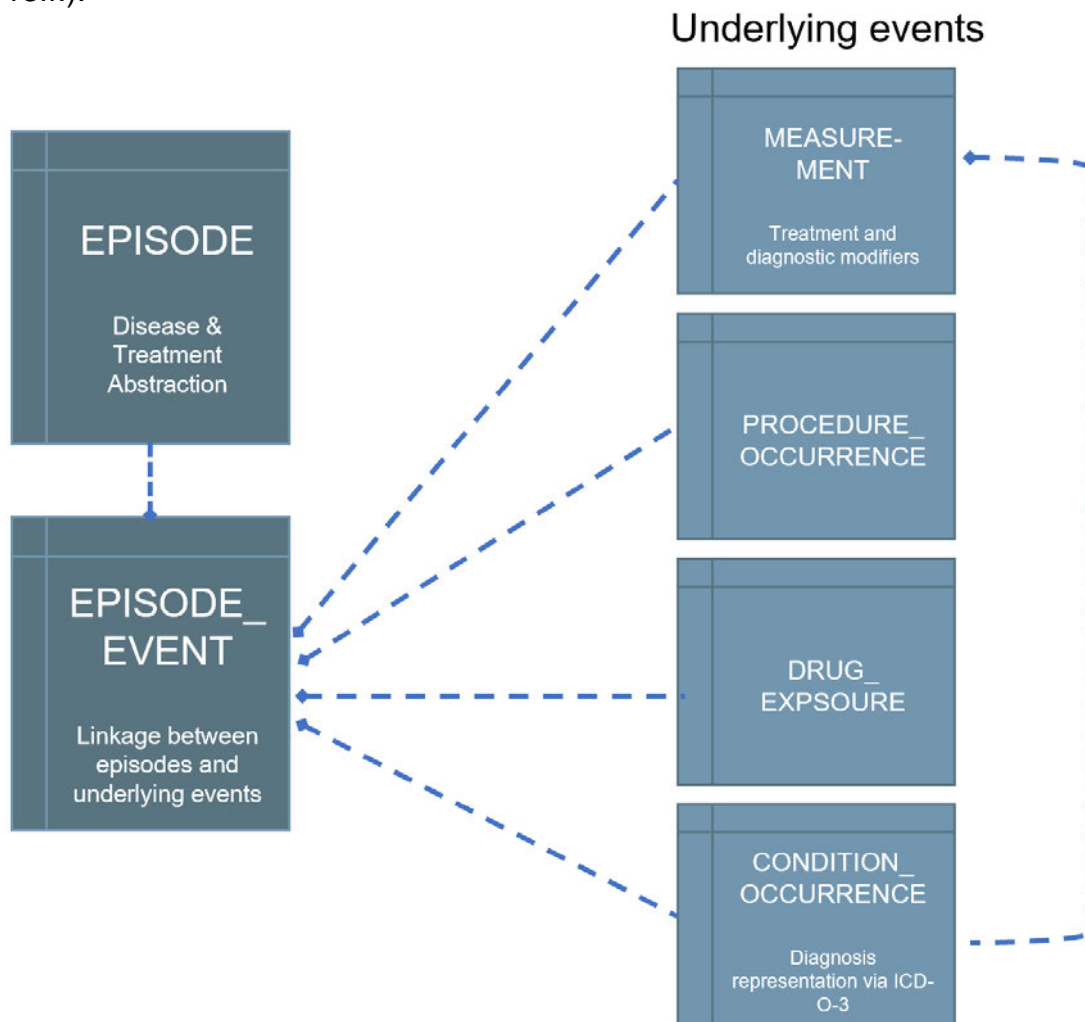 Underlying events
EPISODE
Disease &
Treatment
Abstraction
EPISODE_
EVENT
Linkage between
episodes and
underlying events
MEASURE-
MENT
Treatment and
diagnostic modifiers
PROCEDURE_
OCCURRENCE
DRUG_
EXPSOURE
CONDITION_
OCCURRENCE
Diagnosis
representation via ICD-
O-3